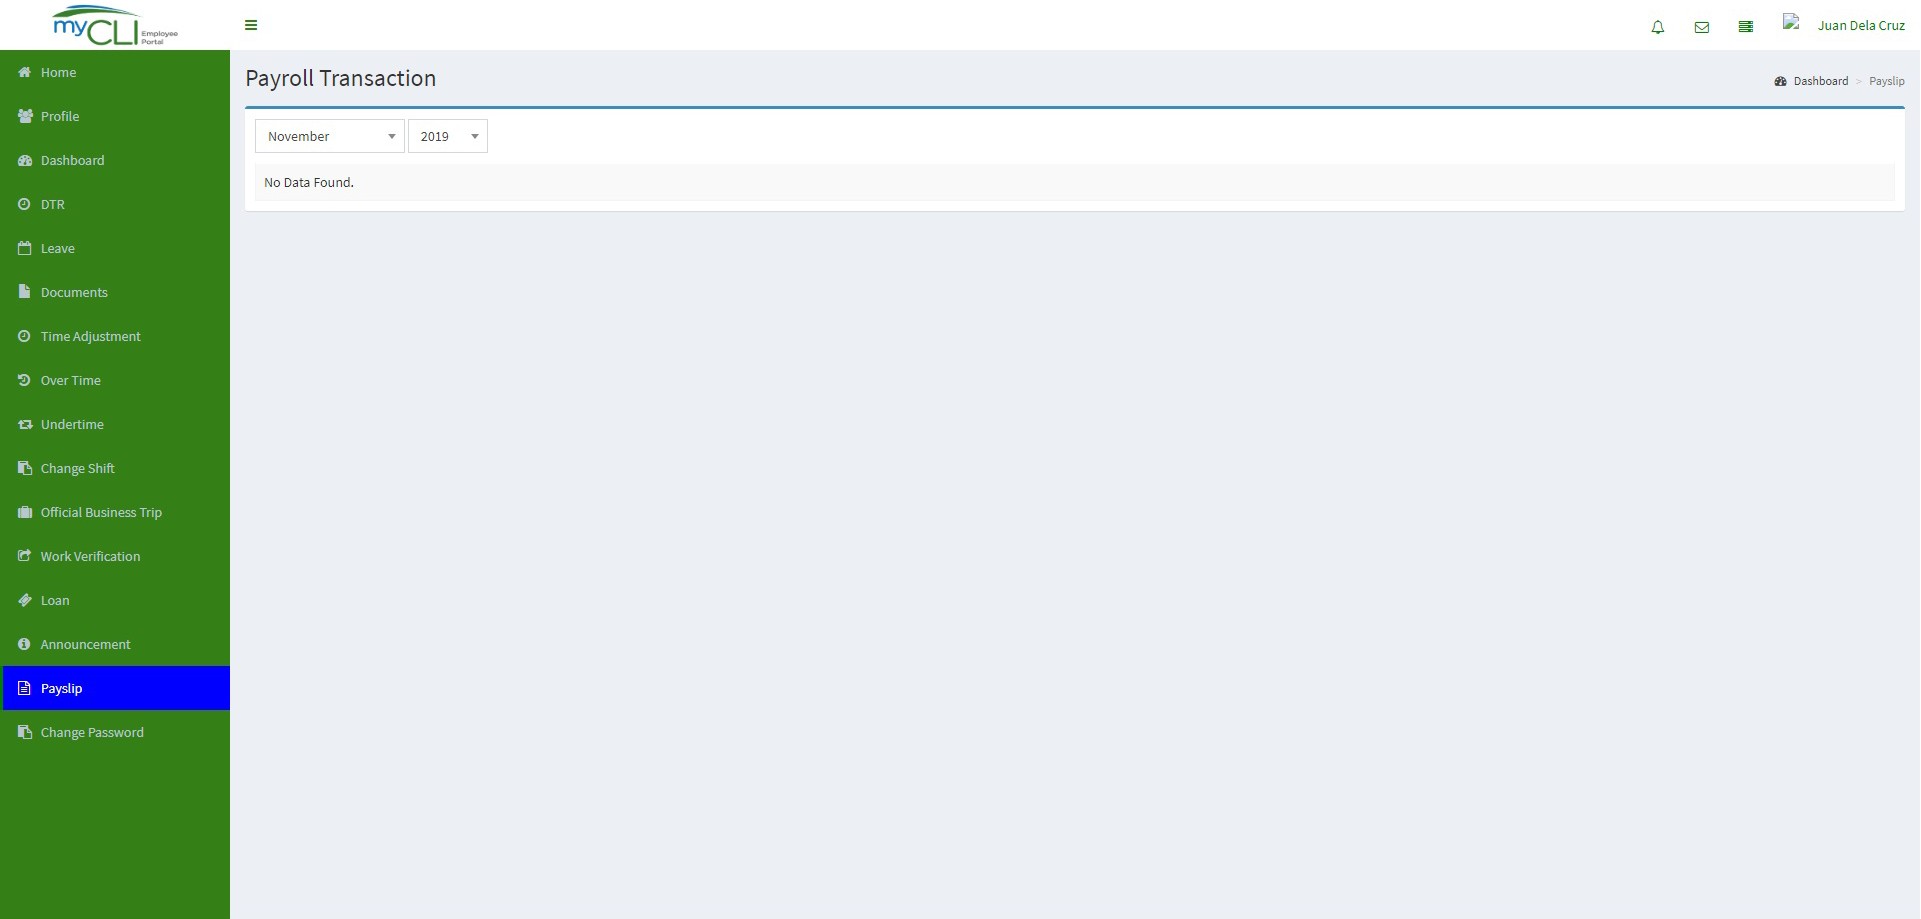 myCLI Employee Portal
Juan Dela Cruz
Home
Profile
Dashboard
DTR
Leave
Documents
Time Adjustment
Over Time
Undertime
Change Shift
Official Business Trip
Work Verification
Loan
Announcement
Payslip
Change Password
Payroll Transaction
Dashboard > Payslip
November 2019
No Data Found.